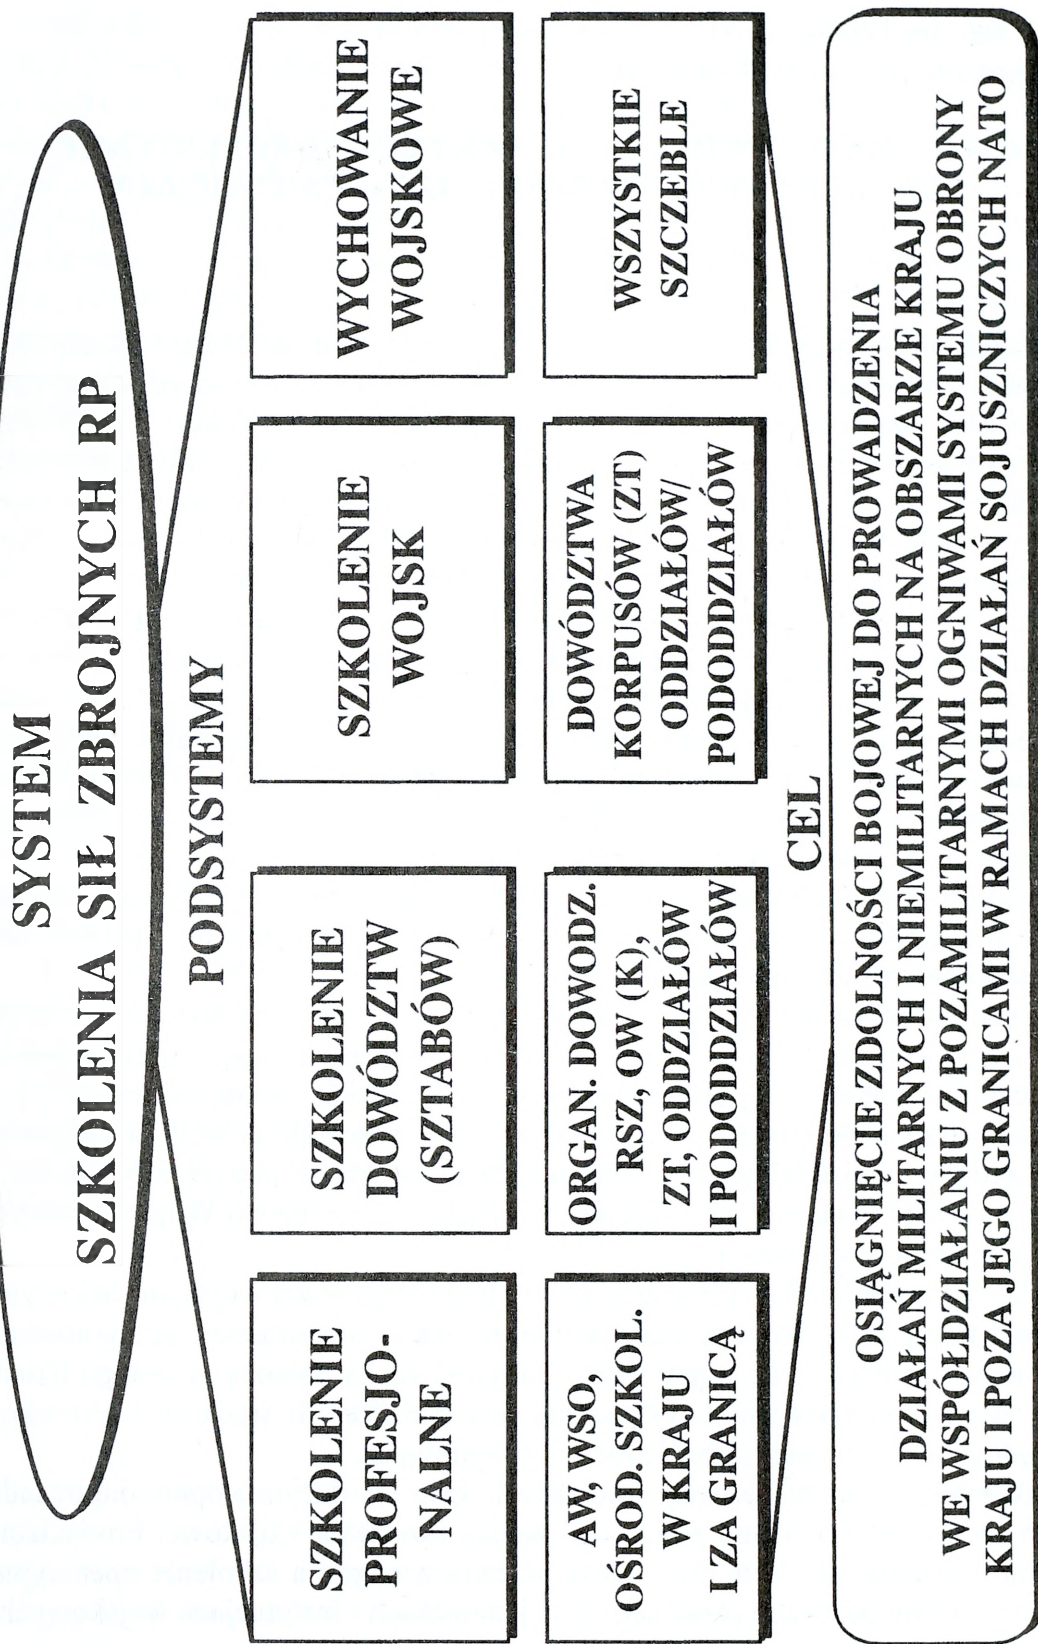 SYSTEM
SZKOLENIA SIŁ ZBROJNYCH RP
PODSYSTEMY
SZKOLENIE
PROFESJO-
NALNE
SZKOLENIE
DOWÓDZTW
(SZTABÓW)
SZKOLENIE
WOJSK
WYCHOWANIE
WOJSKOWE
AW, WSO,
OŚROD. SZKOL.
W KRAJU
I ZA GRANICĄ
ORGAN. DOWODZ.
RSZ, OW (K),
ZT, ODDZIAŁÓW
I PODODDZIAŁÓW
DOWÓDZTWA
KORPUSÓW (ZT)
ODDZIAŁÓW/
PODODDZIAŁÓW
WSZYSTKIE
SZCZEBLE
CEL
OSIĄGNIĘCIE ZDOLNOŚCI BOJOWEJ DO PROWADZENIA
DZIAŁAŃ MILITARNYCH I NIEMILITARNYCH NA OBSZARZE KRAJU
WE WSPÓŁDZIAŁANIU Z POZAMILITARNYMI OGNIWAMI SYSTEMU OBRONY
KRAJU I POZA JEGO GRANICAMI W RAMACH DZIAŁAŃ SOJUSZNICZYCH NATO